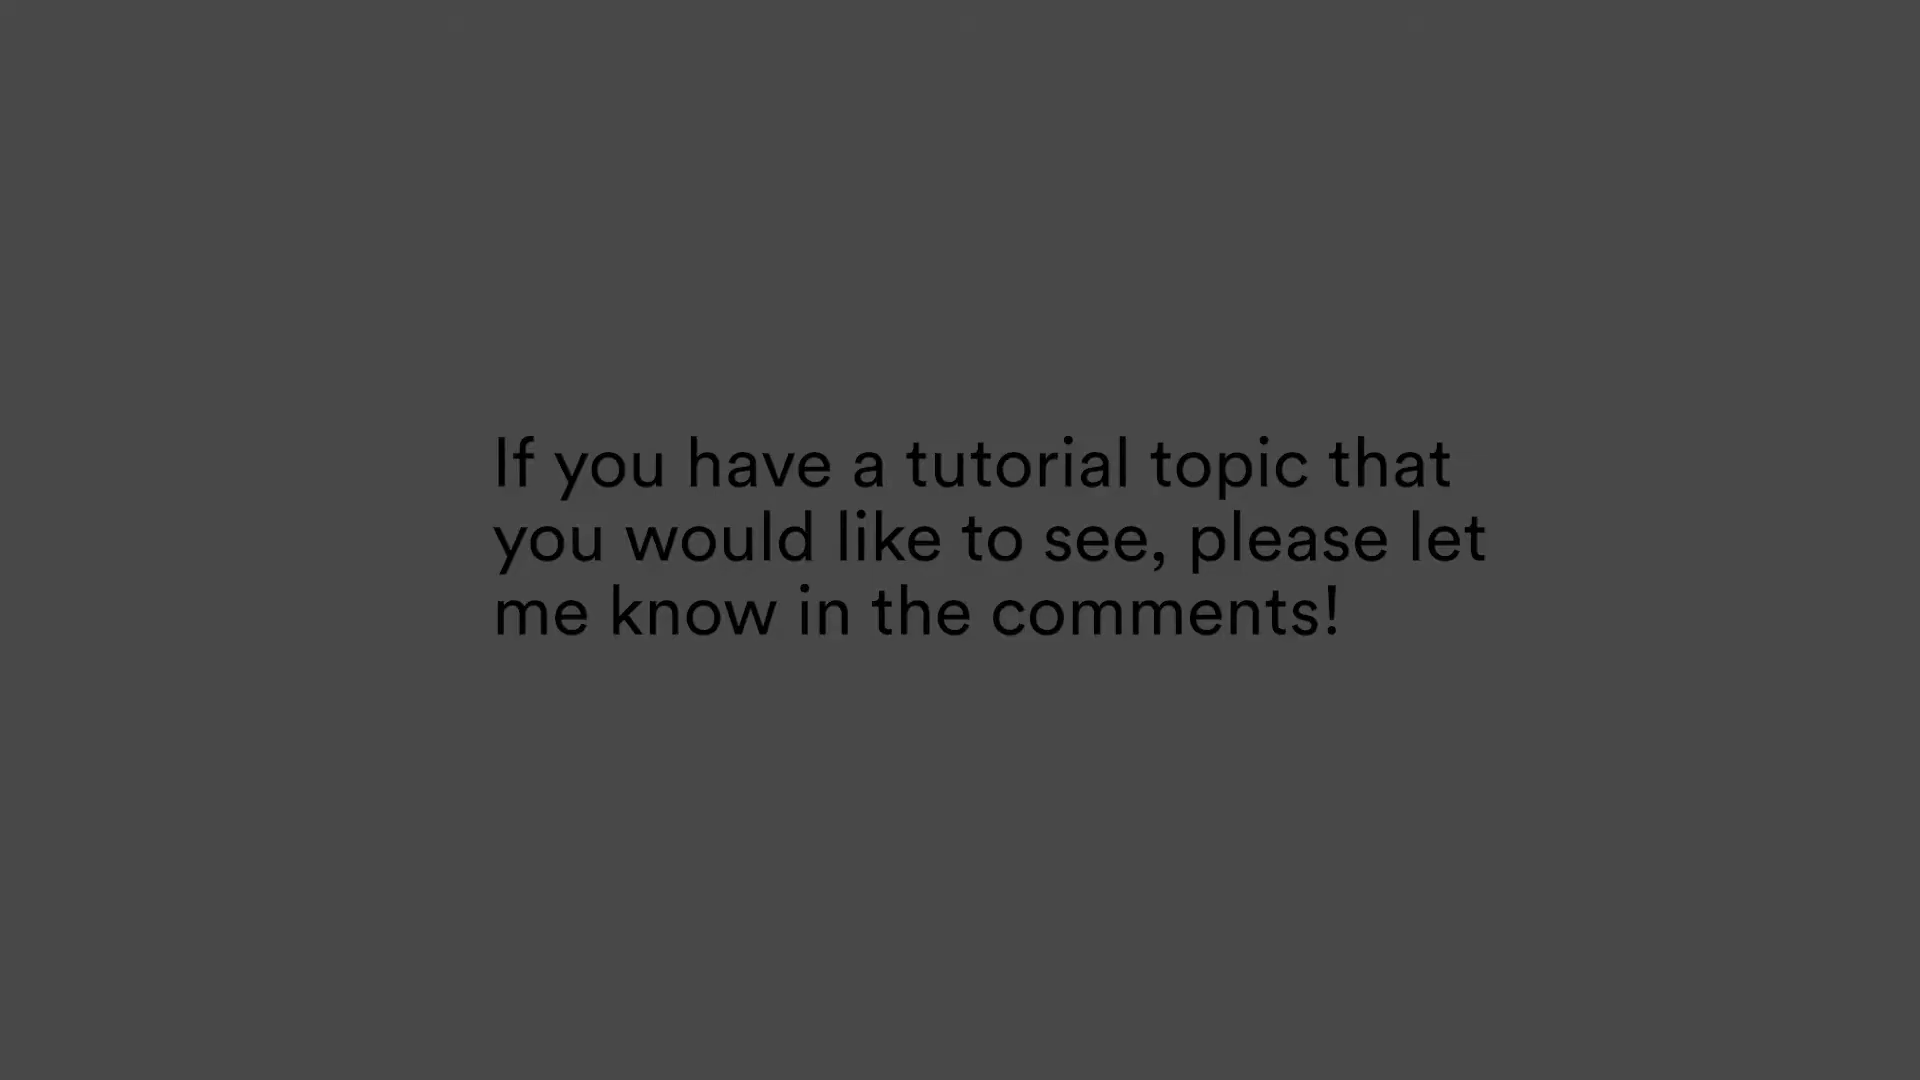 If you have a tutorial topic that
you would like to see, please let
me know in the comments!